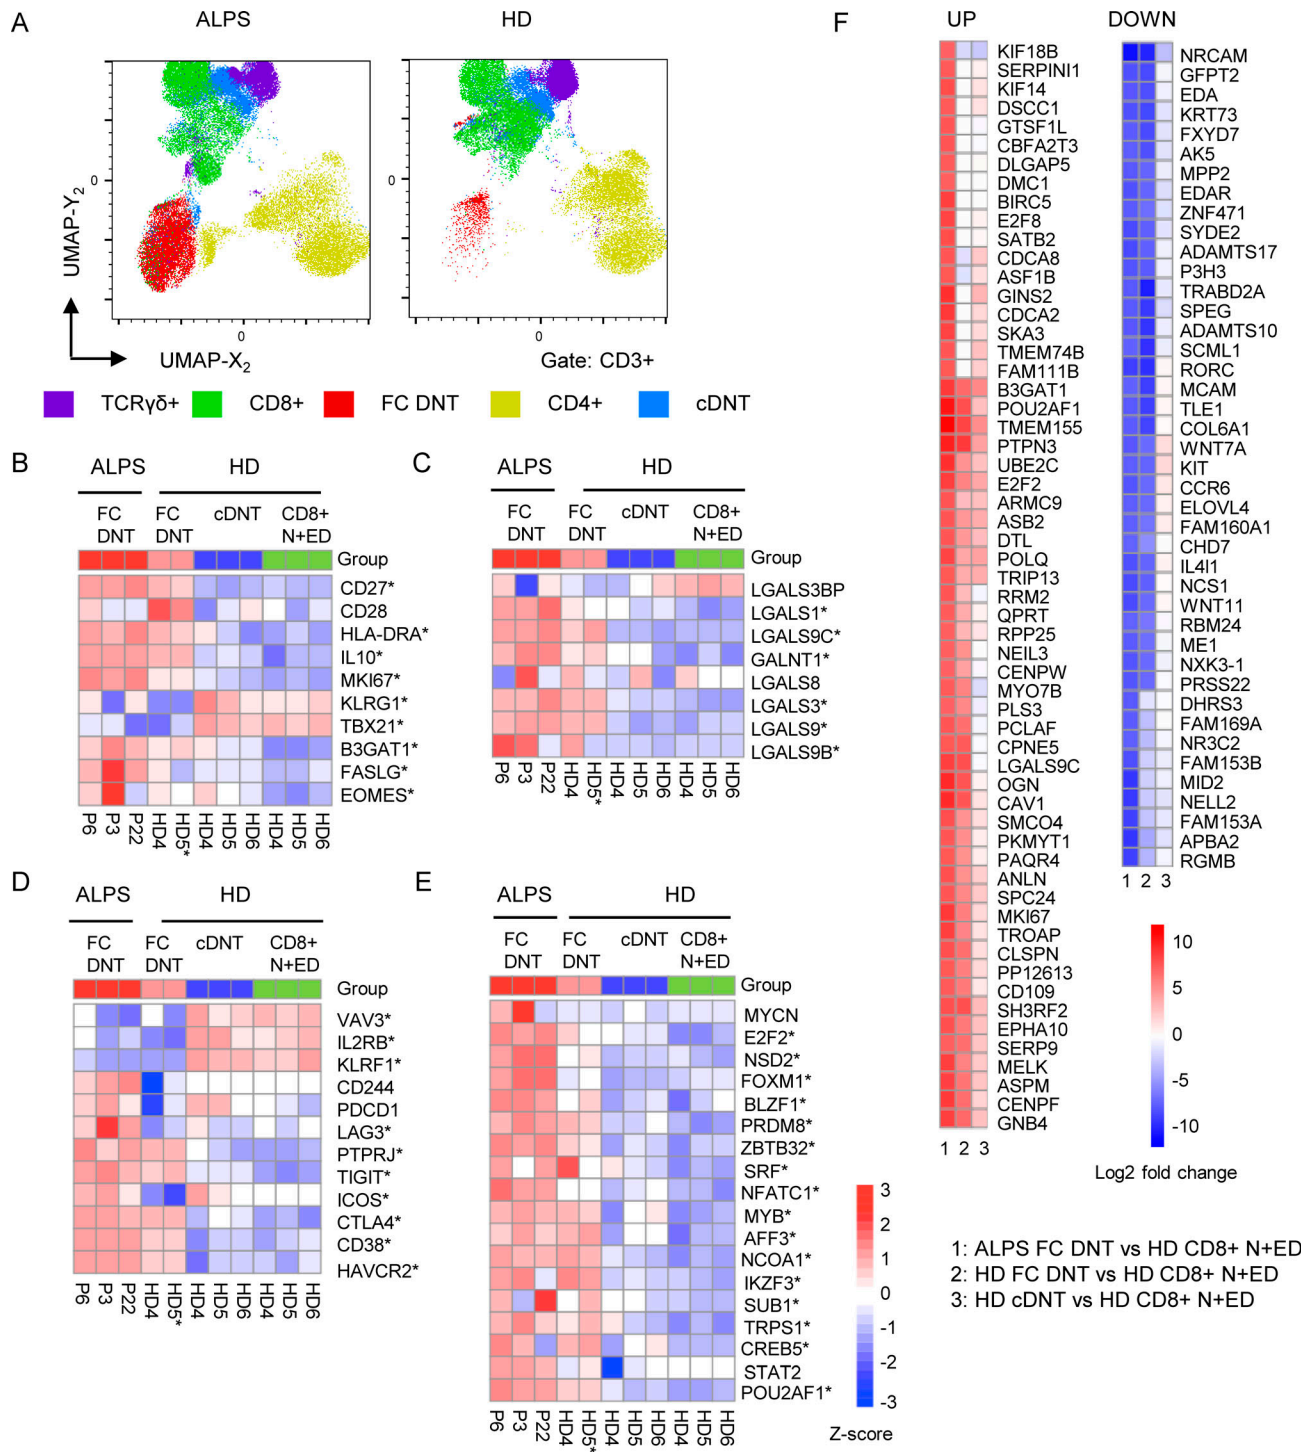 A
ALPS
HD
UMAP-Y2
0
0
0
0
UMAP-X2
Gate: CD3+
TCRγδ+
CD8+
FC DNT
CD4+
cDNT
B
ALPS
HD
FC DNT
FC DNT
cDNT
CD8+ N+ED
Group
CD27*
CD28
HLA-DRA*
IL10*
MKI67*
KLRG1*
TBX21*
B3GAT1*
FASLG*
EOMES*
P6 P3 P22 HD4 HD5* HD4 HD5 HD6 HD4 HD5 HD6
C
ALPS
HD
FC DNT
FC DNT
cDNT
CD8+ N+ED
Group
LGALS3BP
LGALS1*
LGALS9C*
GALNT1*
LGALS8
LGALS3*
LGALS9*
LGALS9B*
P6 P3 P22 HD4 HD5* HD4 HD5 HD6 HD4 HD5 HD6
D
ALPS
HD
FC DNT
FC DNT
cDNT
CD8+ N+ED
Group
VAV3*
IL2RB*
KLRF1*
CD244
PDCD1
LAG3*
PTPRJ*
TIGIT*
ICOS*
CTLA4*
CD38*
HAVCR2*
P6 P3 P22 HD4 HD5* HD4 HD5 HD6 HD4 HD5 HD6
E
ALPS
HD
FC DNT
FC DNT
cDNT
CD8+ N+ED
Group
MYCN
E2F2*
NSD2*
FOXM1*
BLZF1*
PRDM8*
ZBTB32*
SRF*
NFATC1*
MYB*
AFF3*
NCOA1*
IKZF3*
SUB1*
TRPS1*
CREB5*
STAT2
POU2AF1*
P6 P3 P22 HD4 HD5* HD4 HD5 HD6 HD4 HD5 HD6
3
2
1
0
-1
-2
-3
Z-score
F
UP
KIF18B
SERPINI1
KIF14
DSCC1
GTSF1L
CBFA2T3
DLGAP5
DMC1
BIRC5
E2F8
SATB2
CDCA8
ASF1B
GINS2
CDCA2
SKA3
TMEM74B
FAM111B
B3GAT1
POU2AF1
TMEM155
PTPN3
UBE2C
E2F2
ARMC9
ASB2
DTL
POLQ
TRIP13
RRM2
QPRT
RPP25
NEIL3
CENPW
MYO7B
PLS3
PCLAF
CPNE5
LGALS9C
OGN
CAV1
SMCO4
PKMYT1
PAQR4
ANLN
SPC24
MKI67
TROAP
CLSPN
PP12613
CD109
SH3RF2
EPHA10
SERP9
MELK
ASPM
CENPF
GNB4
1 2 3
DOWN
NRCAM
GFPT2
EDA
KRT73
FXYD7
AK5
MPP2
EDAR
ZNF471
SYDE2
ADAMTS17
P3H3
TRABD2A
SPEG
ADAMTS10
SCML1
RORC
MCAM
TLE1
COL6A1
WNT7A
KIT
CCR6
ELOVL4
FAM160A1
CHD7
IL4I1
NCS1
WNT11
RBM24
ME1
NXK3-1
PRSS22
DHRS3
FAM169A
NR3C2
FAM153B
MID2
NELL2
FAM153A
APBA2
RGMB
1 2 3
10
5
0
-5
-10
Log2 fold change
1: ALPS FC DNT vs HD CD8+ N+ED
2: HD FC DNT vs HD CD8+ N+ED
3: HD cDNT vs HD CD8+ N+ED